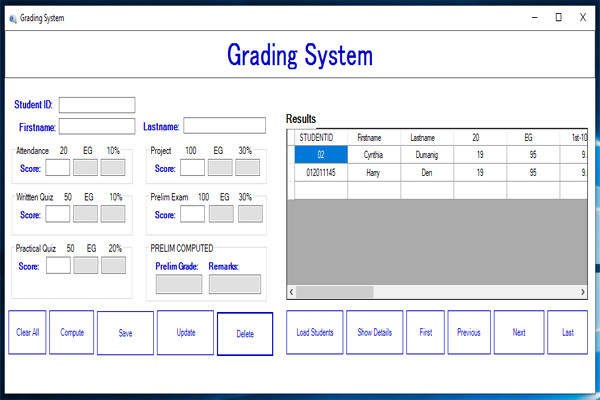 Grading System
Grading System
Student ID:
Firstname:
Lastname:
Results
Attendance 20 EG 10%
Score:
Project 100 EG 30%
Score:
Writtten Quiz 50 EG 10%
Score:
Prelim Exam 100 EG 30%
Score:
Practical Quiz 50 EG 20%
Score:
PRELIM COMPUTED
Prelim Grade: Remarks:
STUDENTID Firstname Lastname 20 EG 1st-10
02 Cynthia Dumanig 19 95 9.
012011145 Harry Den 19 95 9.
Clear All Compute Save Update Delete
Load Students Show Details First Previous Next Last